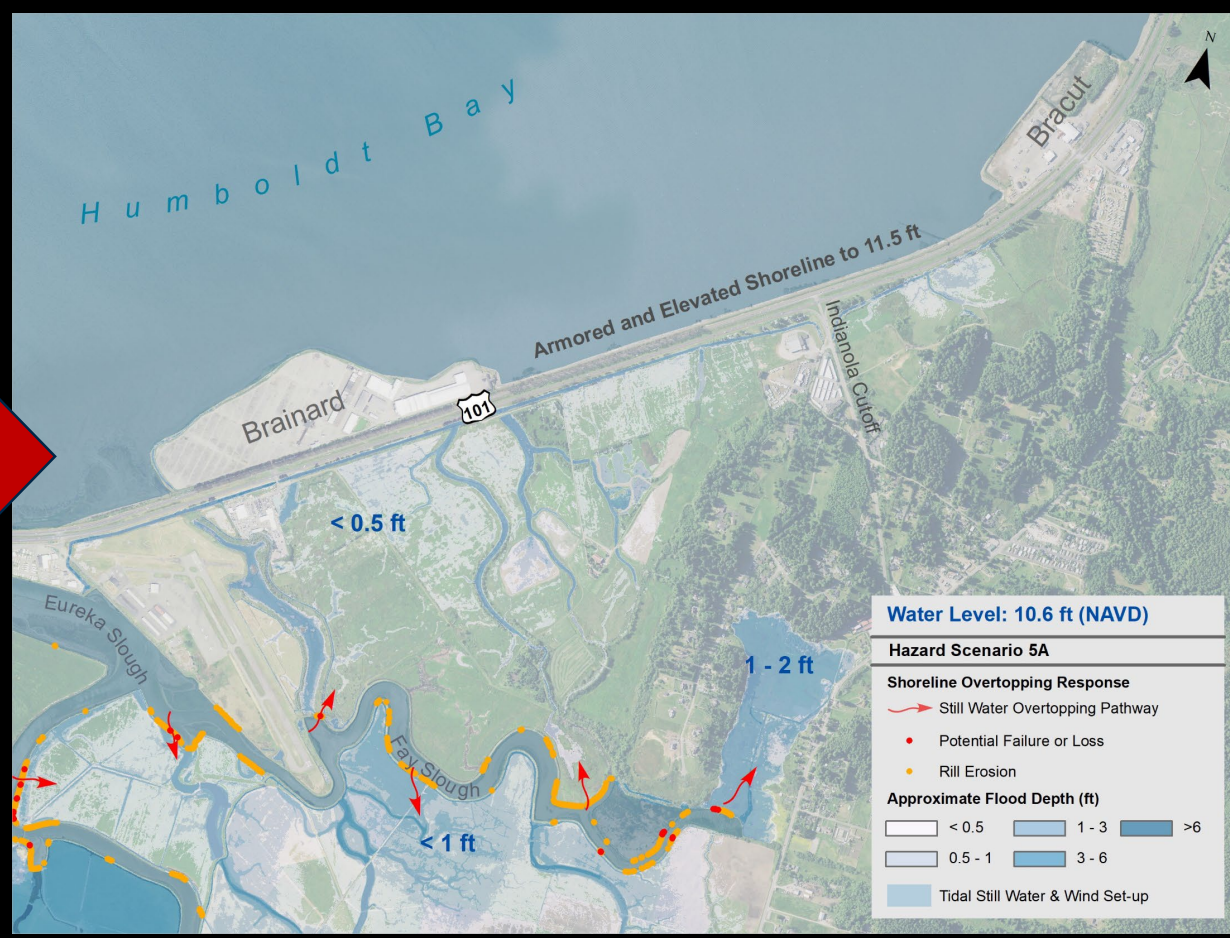 N
Humboldt Bay
Bracut
Armored and Elevated Shoreline to 11.5 ft
Indianola Cutoff
Brainard
101
< 0.5 ft
Eureka Slough
1 - 2 ft
Fay Slough
< 1 ft
Water Level: 10.6 ft (NAVD)
Hazard Scenario 5A
Shoreline Overtopping Response
Still Water Overtopping Pathway
Potential Failure or Loss
Rill Erosion
Approximate Flood Depth (ft)
< 0.5
1 - 3
>6
0.5 - 1
3 - 6
Tidal Still Water & Wind Set-up